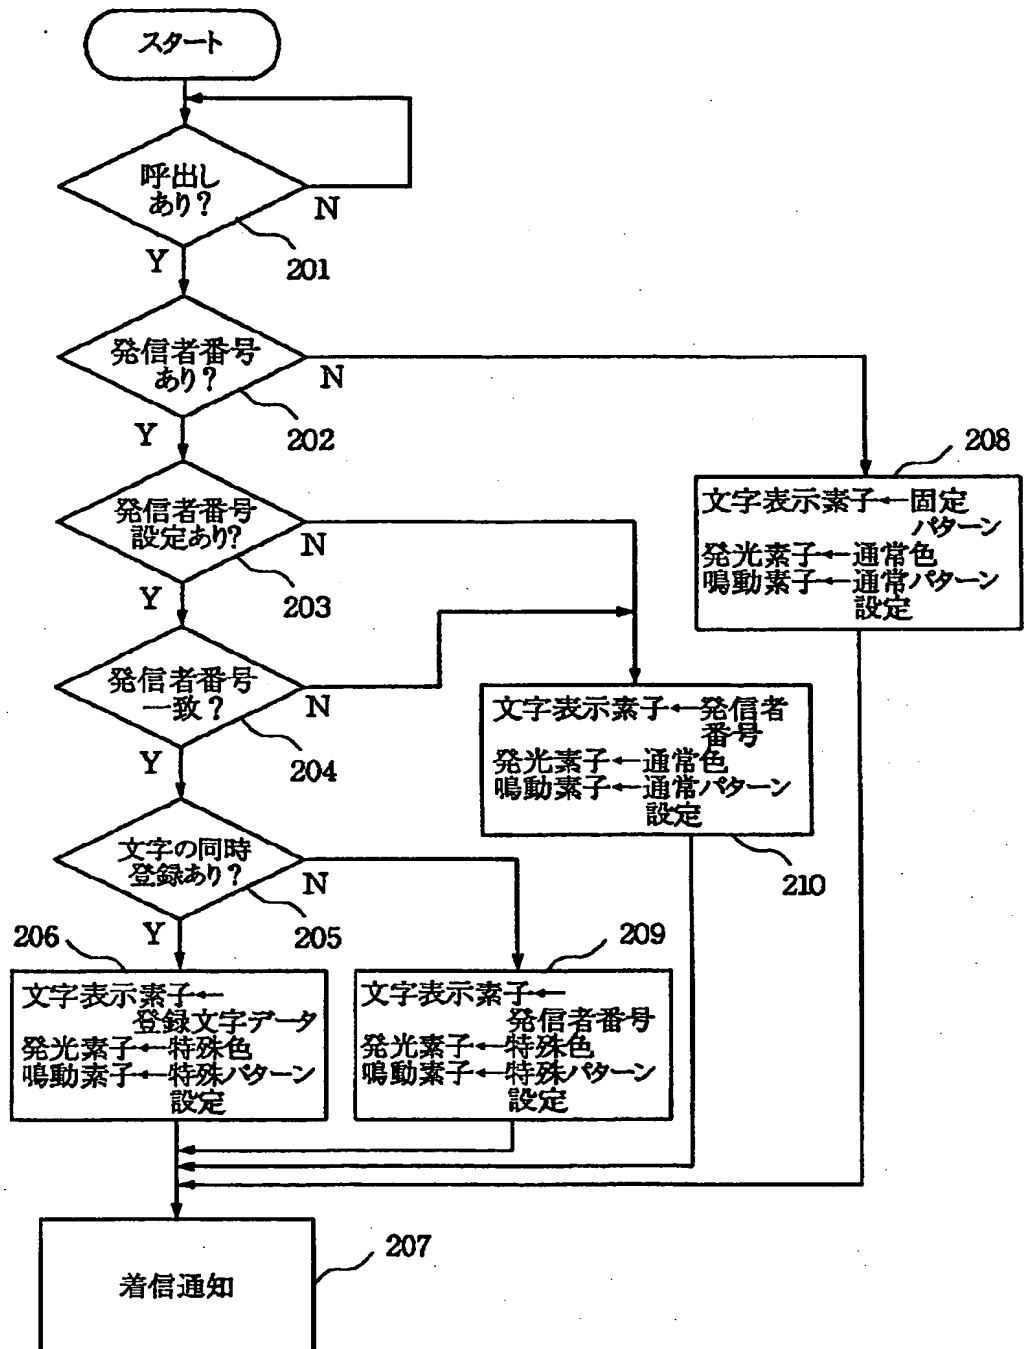 スタート
呼出し
あり?
N
Y
201
発信者番号
あり?
N
Y
202
208
文字表示素子←固定
パターン
発光素子←通常色
鳴動素子←通常パターン
設定
発信者番号
設定あり?
N
Y
203
発信者番号
一致?
N
Y
204
文字表示素子←発信者
番号
発光素子←通常色
鳴動素子←通常パターン
設定
210
文字の同時
登録あり?
N
Y
205
206
文字表示素子←
登録文字データ
発光素子←特殊色
鳴動素子←特殊パターン
設定
209
文字表示素子←
発信者番号
発光素子←特殊色
鳴動素子←特殊パターン
設定
207
着信通知